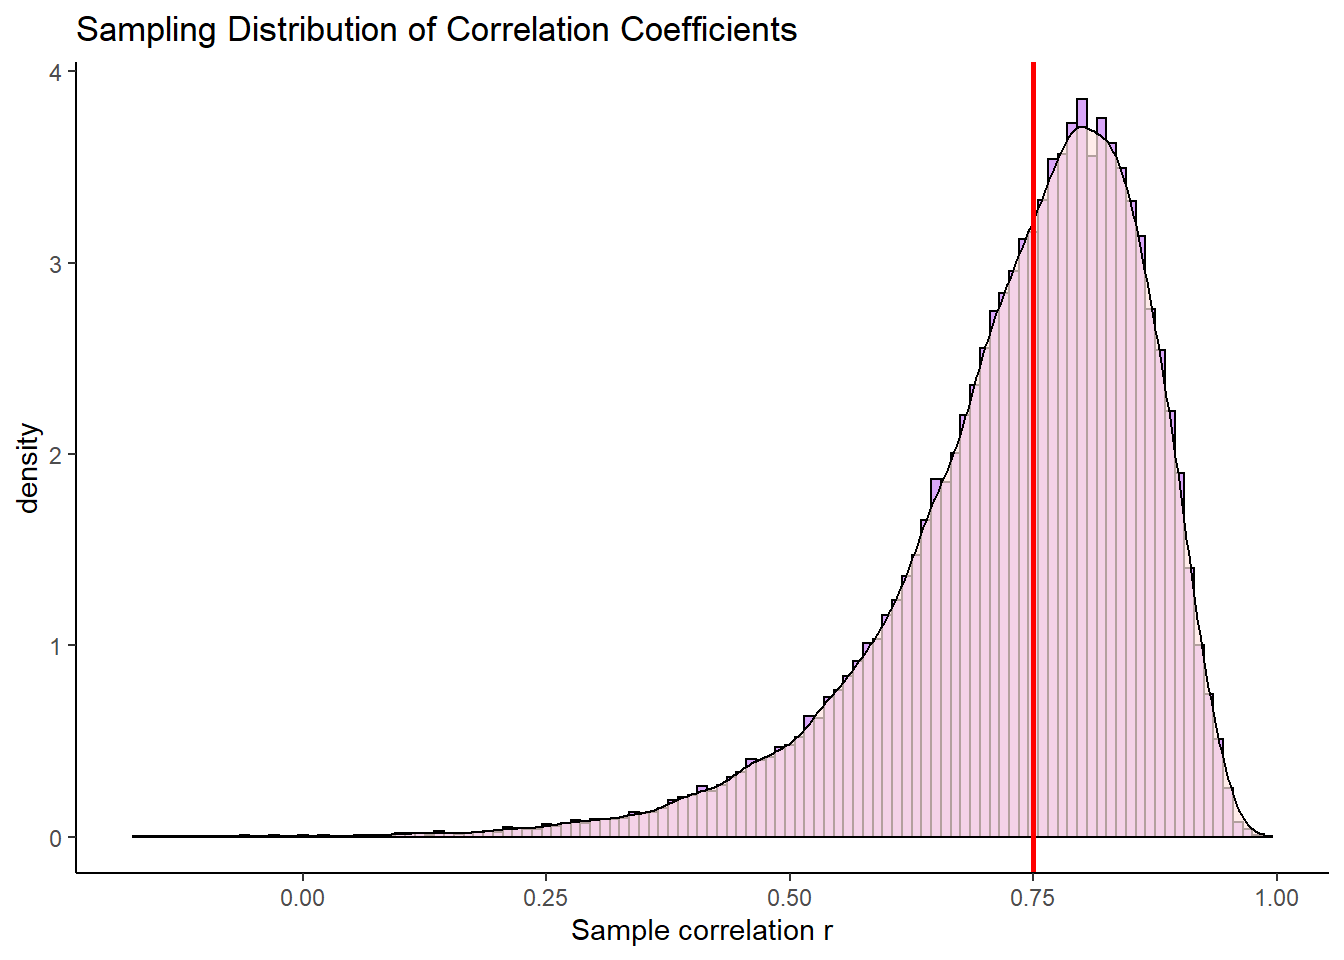 Sampling Distribution of Correlation Coefficients
4
3
2
1
0
density
0.00 0.25 0.50 0.75 1.00
Sample correlation r